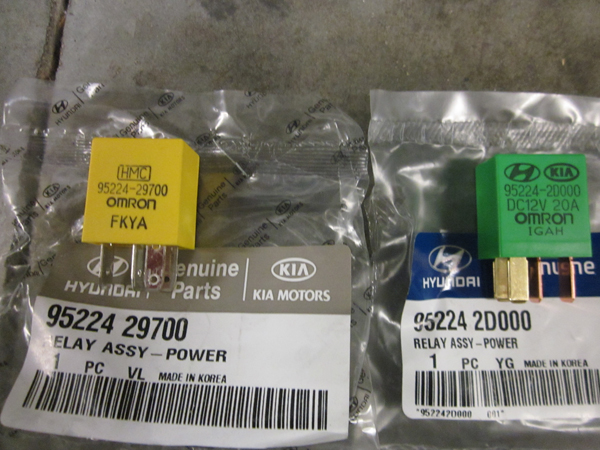 HMC
95224-29700
OMRON
FKYA
HYUNDAI
Genuine
Parts
KIA
KIA MOTORS
95224 29700
RELAY ASSY-POWER
1 PC VL MADE IN KOREA
KIA
95224-2D000
DC12V 20A
OMRON
IGAH
HYUNDAI
95224 2D000
RELAY ASSY-POWER
1 PC YG MADE IN KOREA
"952242D000 001"